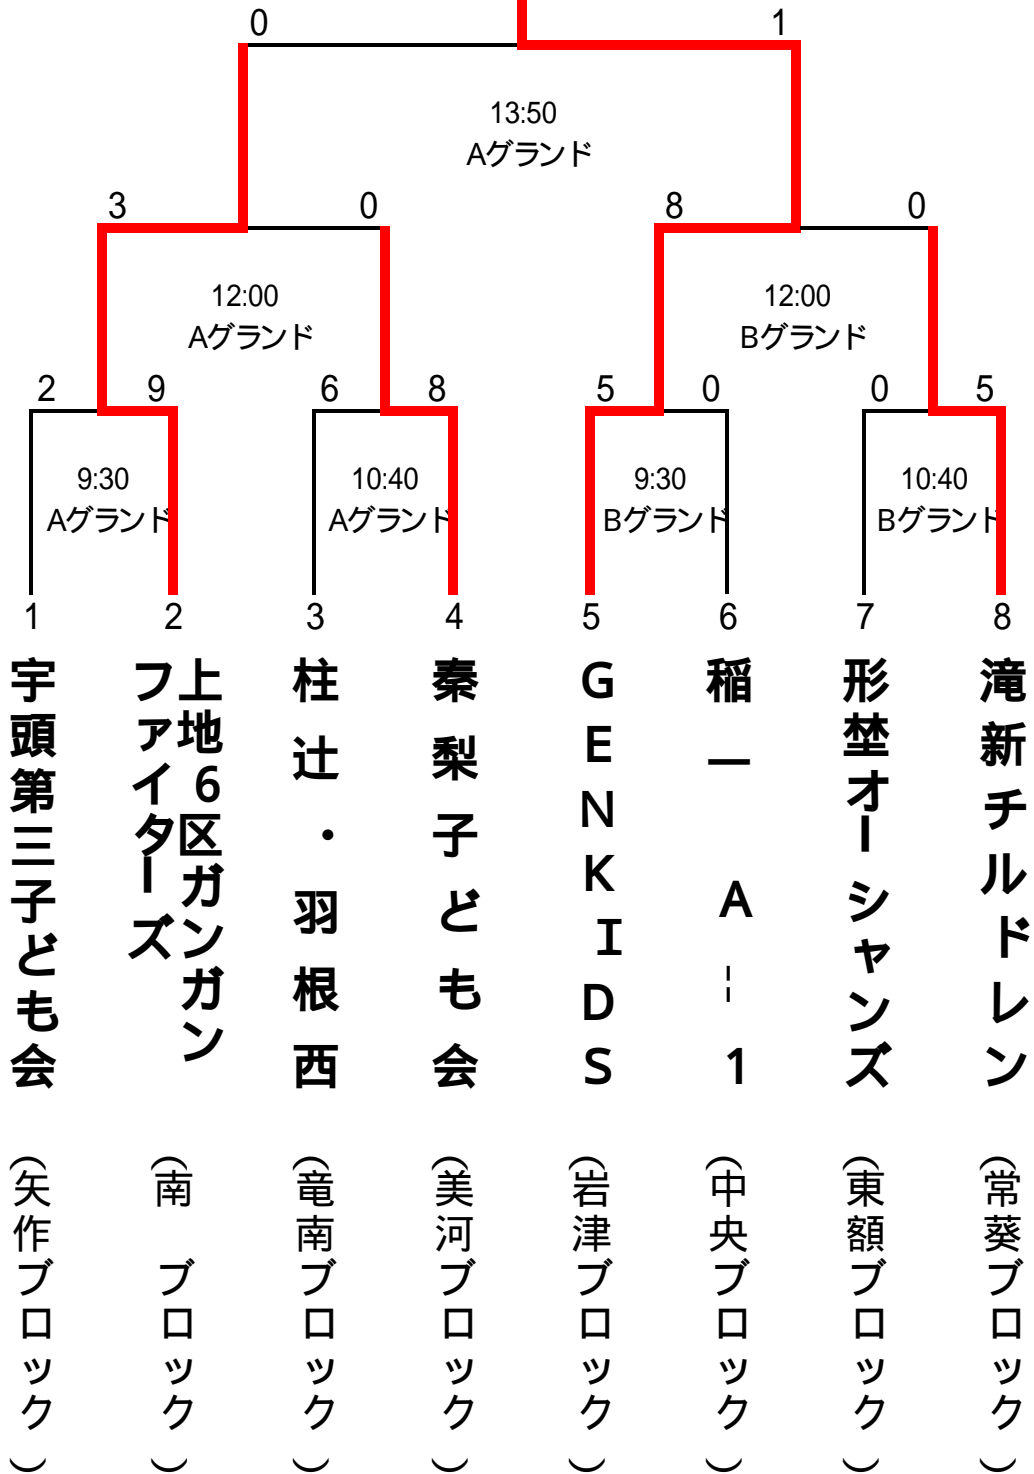 0 1
13:50
Aグランド
3 0 8 0
12:00 12:00
Aグランド Bグランド
2 9 6 8 5 0 0 5
9:30 10:40 9:30 10:40
Aグランド Aグランド Bグランド Bグランド
1 2 3 4 5 6 7 8
宇頭第三子ども会
上地6区ガンガン
ファイターズ
柱辻・羽根西
秦梨子ども会
GENKIDS
稲一A-1
形埜オーシャンズ
滝新チルドレン
(矢作ブロック)
(南 ブロック)
(竜南ブロック)
(美河ブロック)
(岩津ブロック)
(中央ブロック)
(東額ブロック)
(常葵ブロック)